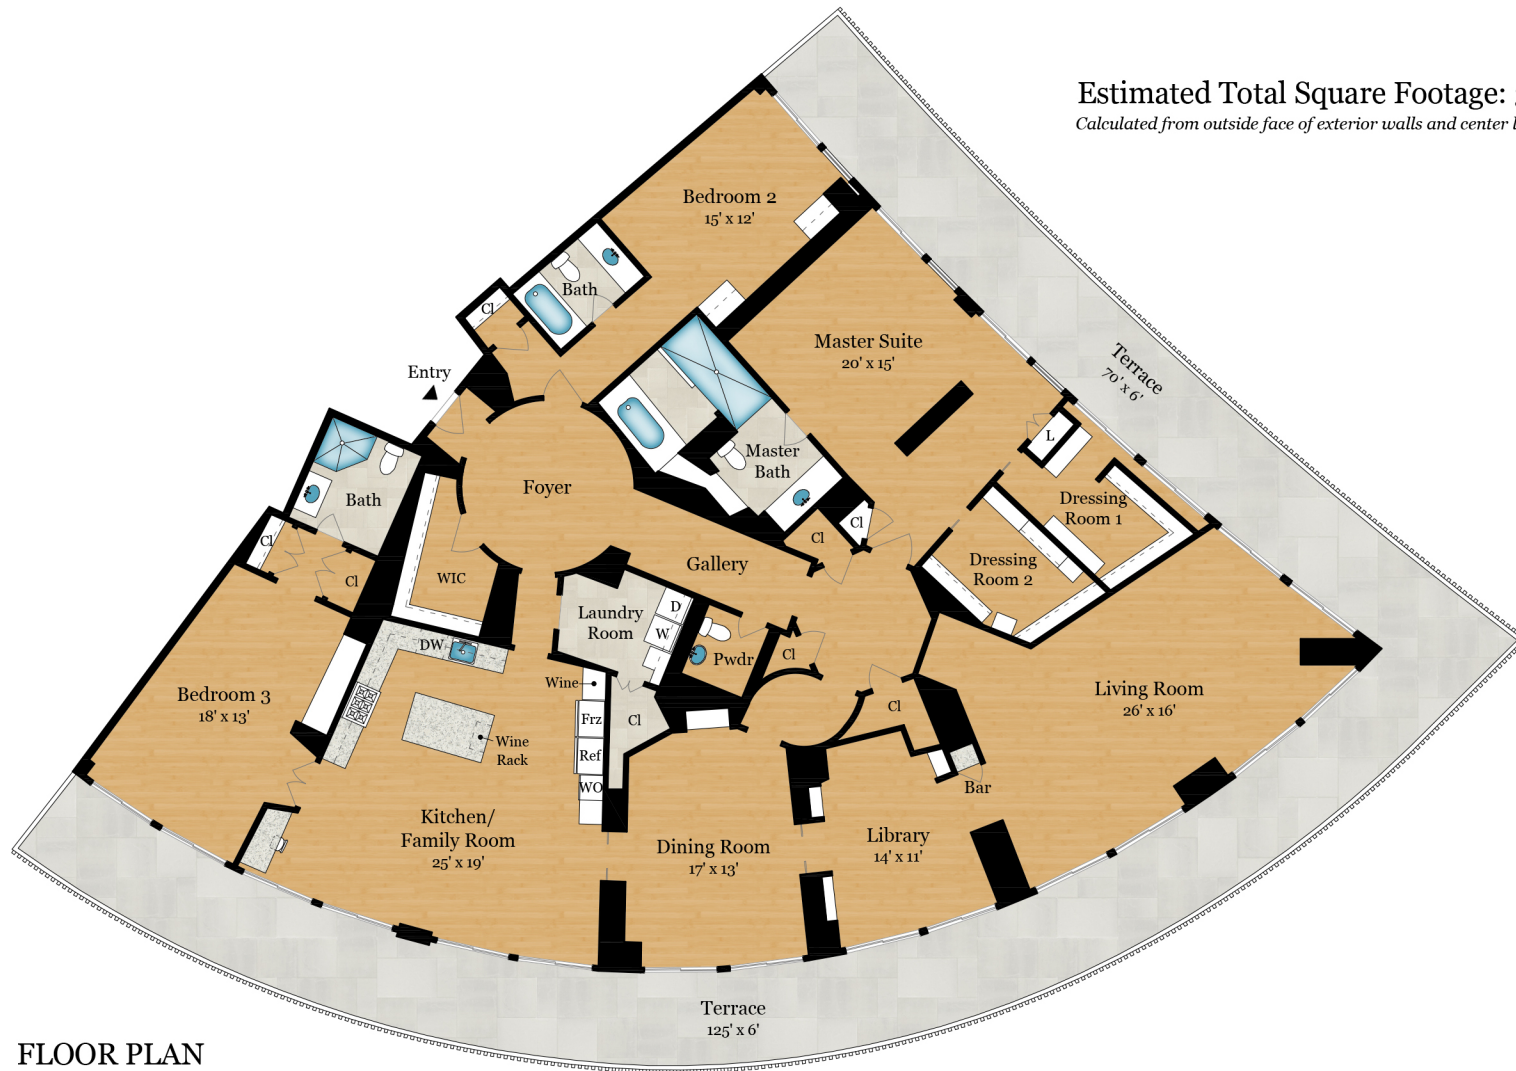 Estimated Total Square Footage:
Calculated from outside face of exterior walls and center
Bedroom 2
15' x 12'
Bath
Cl
Master Suite
20' x 15'
Terrace
70' x 6'
Entry
L
Master
Bath
Foyer
Bath
Dressing
Room 1
Cl
Cl
Cl
Gallery
Dressing
Room 2
Cl
WIC
Laundry
Room
D
W
DW
Pwdr
Cl
Wine
Bedroom 3
18' x 13'
Living Room
26' x 16'
Cl
Frz
Cl
Wine
Rack
Ref
WO
Bar
Kitchen/
Family Room
25' x 19'
Dining Room
17' x 13'
Library
14' x 11'
Terrace
125' x 6'
FLOOR PLAN